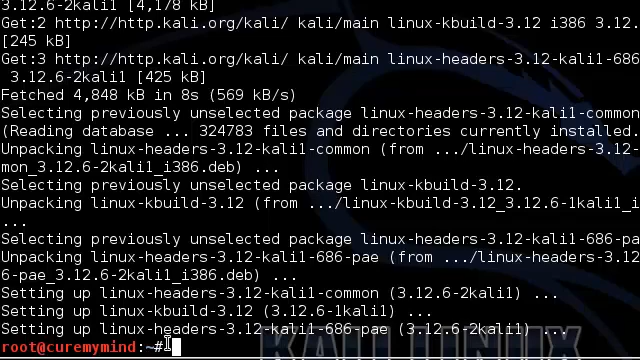 3.12.6-2kali1 [4,178 kB]
Get:2 http://http.kali.org/kali/ kali/main linux-kbuild-3.12 i386 3.12.
[245 kB]
Get:3 http://http.kali.org/kali/ kali/main linux-headers-3.12-kali1-686
3.12.6-2kali1 [425 kB]
Fetched 4,848 kB in 8s (569 kB/s)
Selecting previously unselected package linux-headers-3.12-kali1-common
(Reading database ... 324783 files and directories currently installed.
Unpacking linux-headers-3.12-kali1-common (from .../linux-headers-3.12-
mon_3.12.6-2kali1_i386.deb) ...
Selecting previously unselected package linux-kbuild-3.12.
Unpacking linux-kbuild-3.12 (from .../linux-kbuild-3.12_3.12.6-1kali1_i
...
Selecting previously unselected package linux-headers-3.12-kali1-686-pa
Unpacking linux-headers-3.12-kali1-686-pae (from .../linux-headers-3.12
6-pae_3.12.6-2kali1_i386.deb) ...
Setting up linux-headers-3.12-kali1-common (3.12.6-2kali1) ...
Setting up linux-kbuild-3.12 (3.12.6-1kali1) ...
Setting up linux-headers-3.12-kali1-686-pae (3.12.6-2kali1) ...
root@curemymind:~#
KALI LINUX